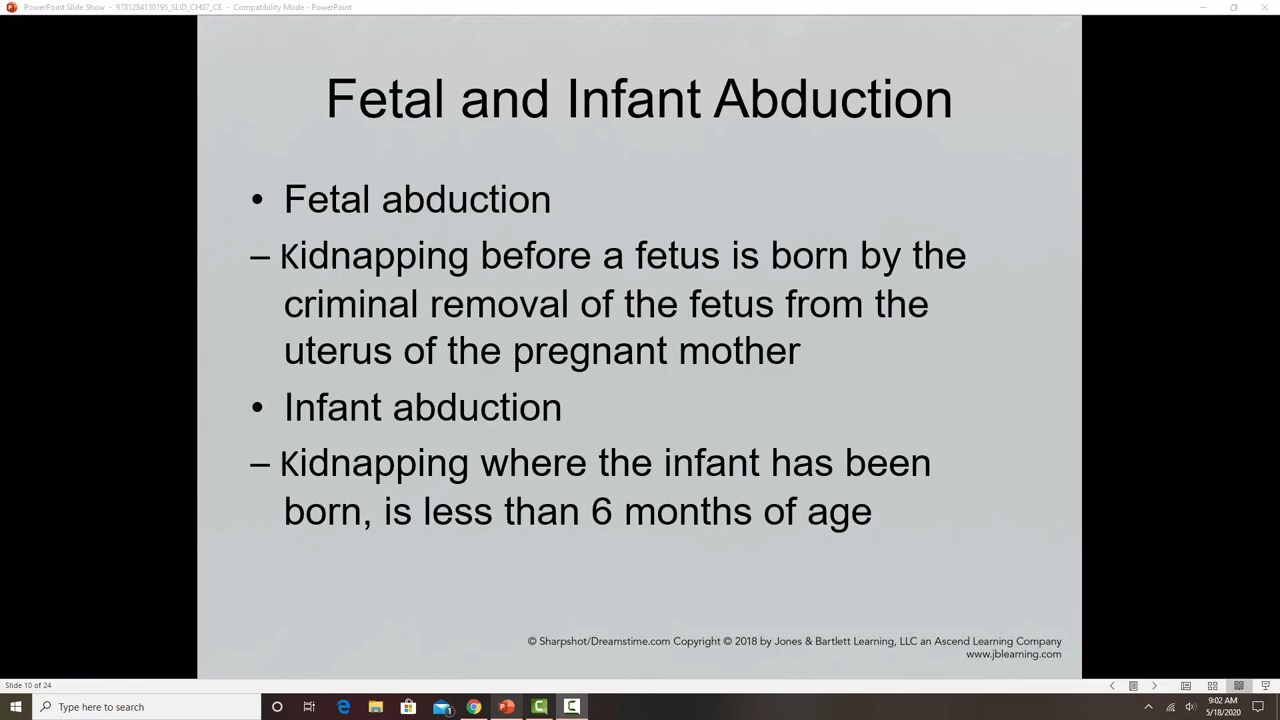 PowerPoint Slide Show - 9781284130195_SLID_CH07_CE - Compatibility Mode - PowerPoint
Fetal and Infant Abduction
• Fetal abduction
– Kidnapping before a fetus is born by the
criminal removal of the fetus from the
uterus of the pregnant mother
• Infant abduction
– Kidnapping where the infant has been
born, is less than 6 months of age
© Sharpshot/Dreamstime.com Copyright © 2018 by Jones & Bartlett Learning, LLC an Ascend Learning Company
www.jblearning.com
Slide 10 of 24
Type here to search
9:02 AM
5/18/2020